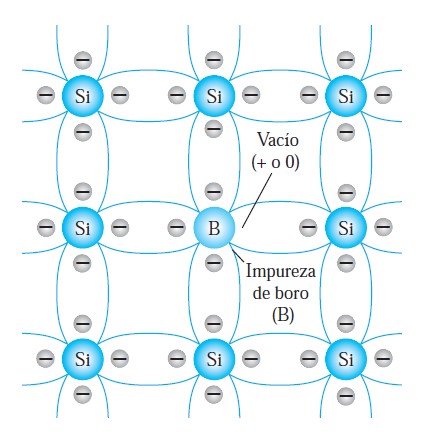 Si Si Si
Vacío
(+ o 0)
Si B Si
Impureza
de boro
(B)
Si Si Si